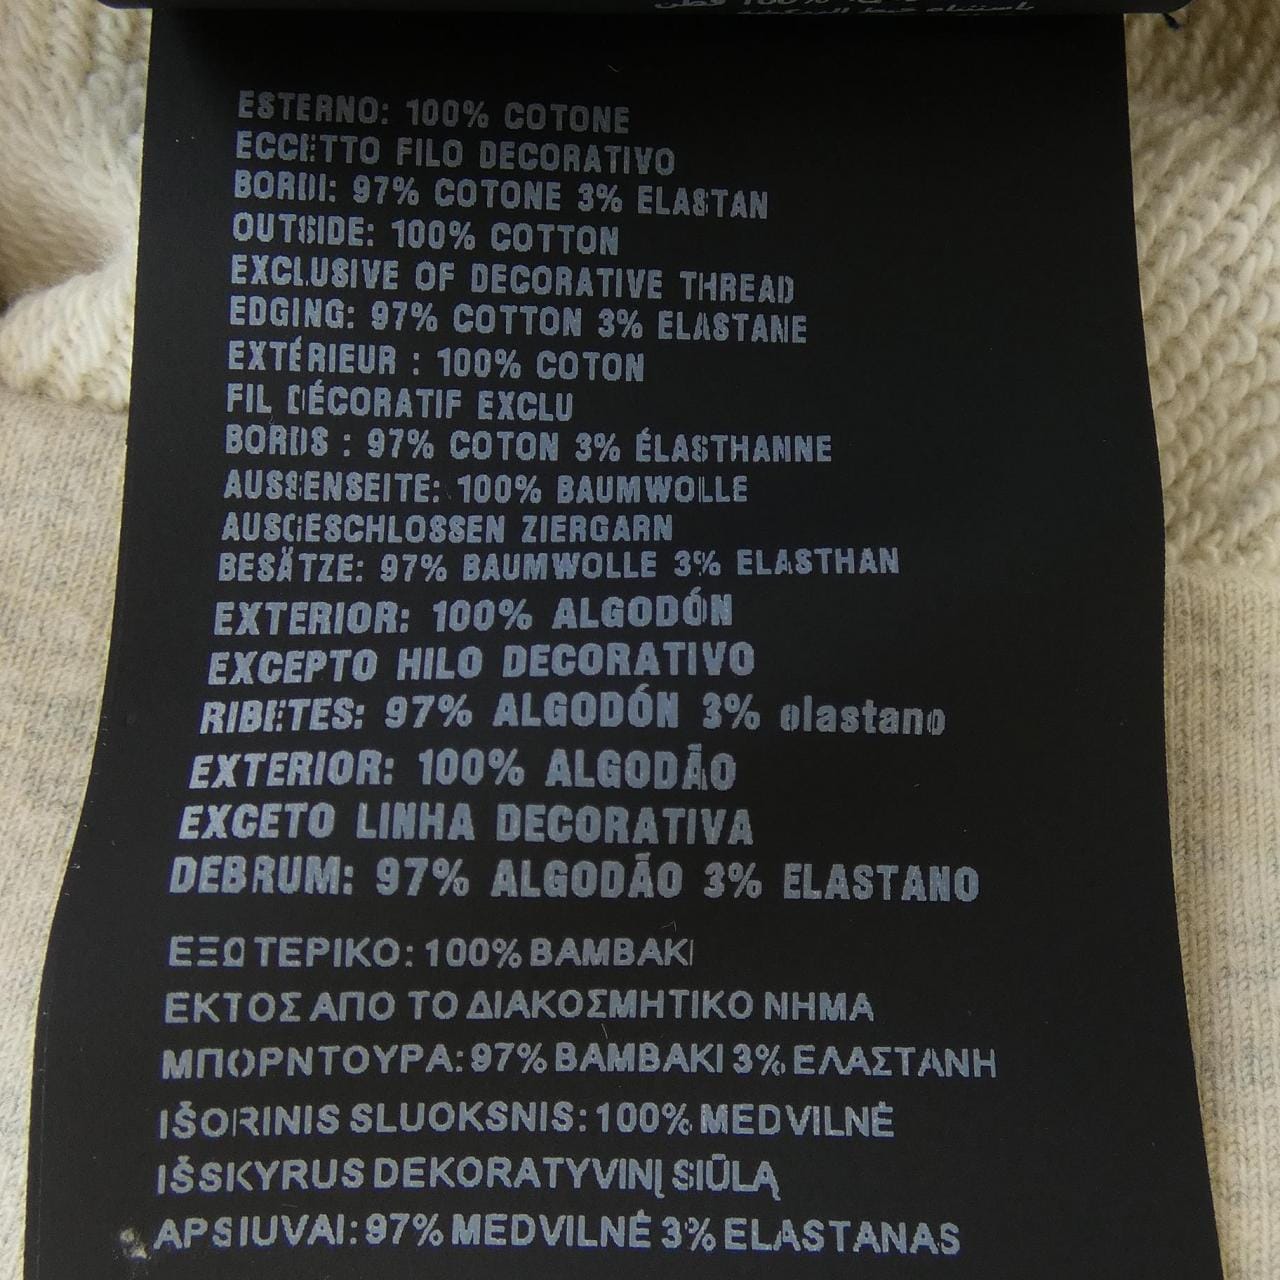 100%
ESTERNO: 100% COTONE
ECCETTO FILO DECORATIVO
BORDI: 97% COTONE 3% ELASTAN
OUTSIDE: 100% COTTON
EXCLUSIVE OF DECORATIVE THREAD
EDGING: 97% COTTON 3% ELASTANE
EXTÉRIEUR : 100% COTON
FIL DÉCORATIF EXCLU
BORDS : 97% COTON 3% ÉLASTHANNE
AUSSENSEITE: 100% BAUMWOLLE
AUSGESCHLOSSEN ZIERGARN
BESÄTZE: 97% BAUMWOLLE 3% ELASTHAN
EXTERIOR: 100% ALGODÓN
EXCEPTO HILO DECORATIVO
RIBETES: 97% ALGODÓN 3% elastano
EXTERIOR: 100% ALGODÃO
EXCETO LINHA DECORATIVA
DEBRUM: 97% ALGODÃO 3% ELASTANO
ΕΞΩΤΕΡΙΚΟ: 100% ΒΑΜΒΑΚΙ
ΕΚΤΟΣ ΑΠΟ ΤΟ ΔΙΑΚΟΣΜΗΤΙΚΟ ΝΗΜΑ
ΜΠΟΡΝΤΟΥΡΑ: 97% ΒΑΜΒΑΚΙ 3% ΕΛΑΣΤΑΝΗ
IŠORINIS SLUOKSNIS: 100% MEDVILNĖ
IŠSKYRUS DEKORATYVINĮ SIŪLĄ
APSIUVAI: 97% MEDVILNĖ 3% ELASTANAS